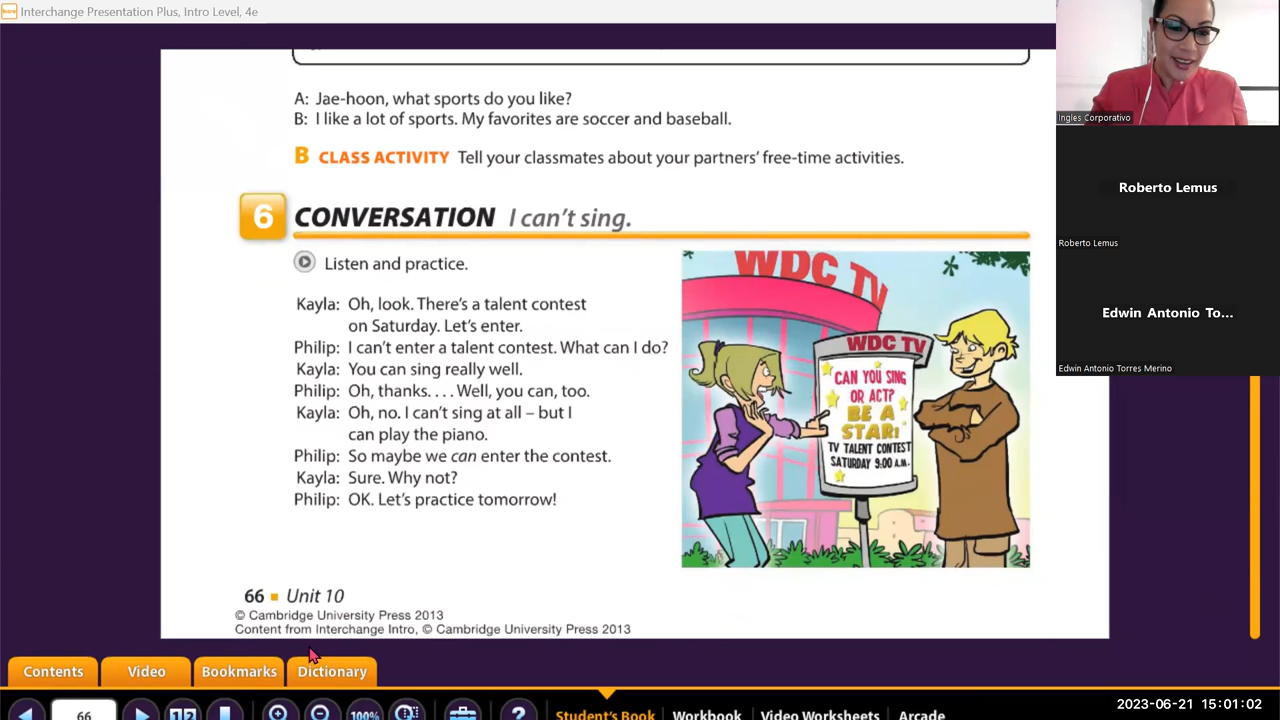 Interchange Presentation Plus, Intro Level, 4e
A: Jae-hoon, what sports do you like?
B: I like a lot of sports. My favorites are soccer and baseball.
B CLASS ACTIVITY Tell your classmates about your partners' free-time activities.
6 CONVERSATION I can't sing.
Listen and practice.
Kayla: Oh, look. There's a talent contest
on Saturday. Let's enter.
Philip: I can't enter a talent contest. What can I do?
Kayla: You can sing really well.
Philip: Oh, thanks. . . . Well, you can, too.
Kayla: Oh, no. I can't sing at all – but I
can play the piano.
Philip: So maybe we can enter the contest.
Kayla: Sure. Why not?
Philip: OK. Let's practice tomorrow!
WDC TV
WDC TV
CAN YOU SING
OR ACT?
BE A
STAR!
TV TALENT CONTEST
SATURDAY 9:00 A.M.
66 ■ Unit 10
© Cambridge University Press 2013
Content from Interchange Intro, © Cambridge University Press 2013
Ingles Corporativo
Roberto Lemus
Roberto Lemus
Edwin Antonio To...
Edwin Antonio Torres Merino
Contents Video Bookmarks Dictionary
66 1 2 100% ? Student's Book Workbook Video Worksheets Arcade
2023-06-21 15:01:02